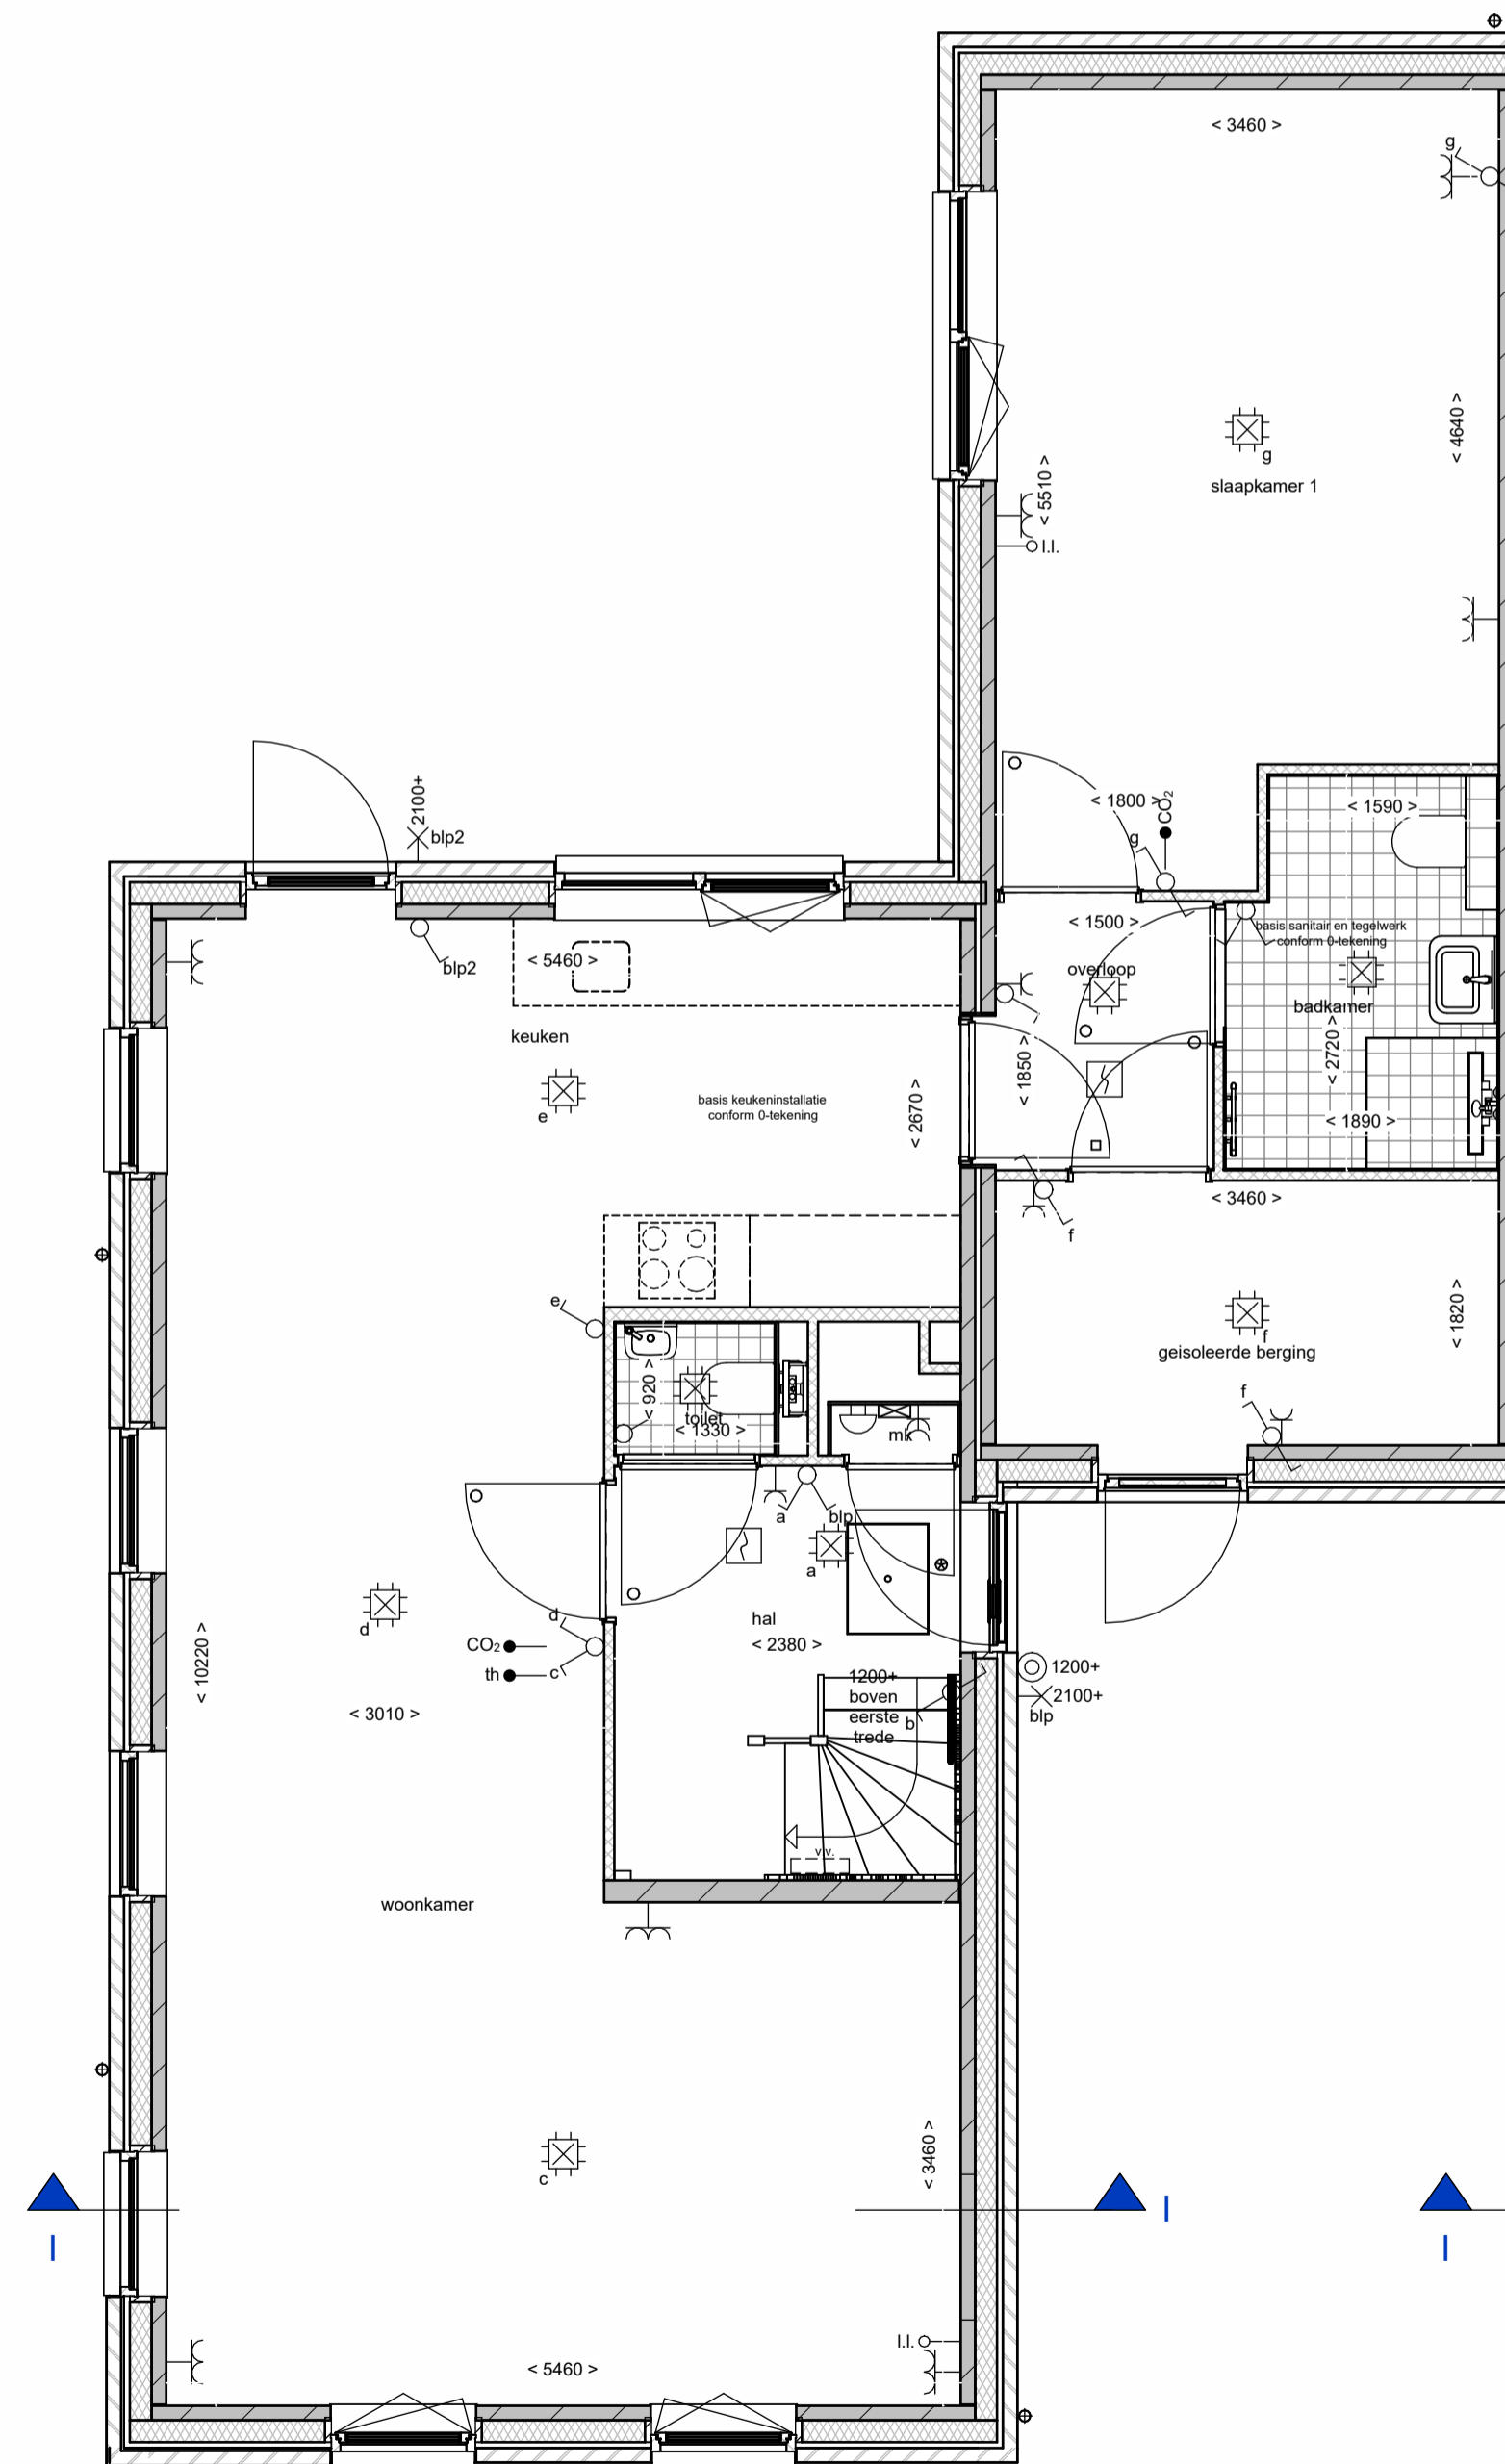 < 3460 >
g
< 4640 >
g
slaapkamer 1
< 5510 >
l.l.
2100+
blp2
< 1800 >
CO₂
g
< 1590 >
blp2
< 5460 >
< 1500 >
basis sanitair en tegelwerk
conform 0-tekening
overloop
badkamer
keuken
< 1850 >
< 2720 >
e
basis keukeninstallatie
conform 0-tekening
< 2670 >
< 1890 >
< 3460 >
f
e
< 1820 >
f
geisoleerde berging
< 920 >
toilet
< 1330 >
mk
f
a
blp
a
d
d
hal
< 2380 >
CO₂
th
c
< 10220 >
1200+
boven
eerste
trede
b
1200+
2100+
blp
< 3010 >
v.v.
woonkamer
c
< 3460 >
I
I
I
l.l.
< 5460 >